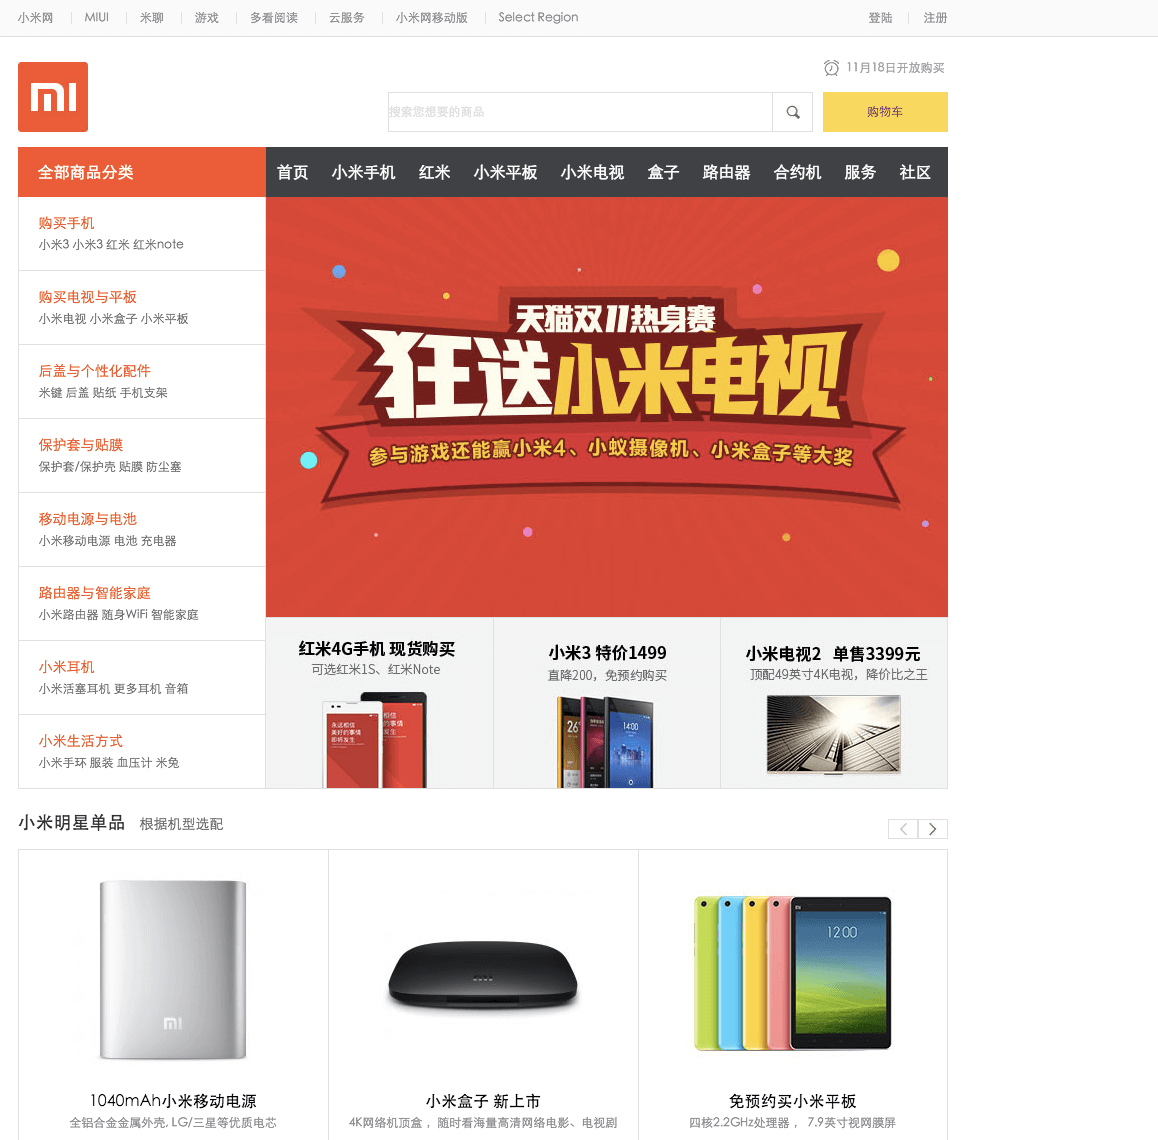 小米网 MIUI 米聊 游戏 多看阅读 云服务 小米网移动版 Select Region 登陆 注册
11月18日开放购买
搜索您想要的商品 购物车
全部商品分类 首页 小米手机 红米 小米平板 小米电视 盒子 路由器 合约机 服务 社区
购买手机
小米3 小米3 红米 红米note
购买电视与平板
小米电视 小米盒子 小米平板
后盖与个性化配件
米键 后盖 贴纸 手机支架
保护套与贴膜
保护套/保护壳 贴膜 防尘塞
移动电源与电池
小米移动电源 电池 充电器
路由器与智能家庭
小米路由器 随身WiFi 智能家庭
小米耳机
小米活塞耳机 更多耳机 音箱
小米生活方式
小米手环 服装 血压计 米兔
天猫双11热身赛
狂送小米电视
参与游戏还能赢小米4、小蚁摄像机、小米盒子等大奖
红米4G手机 现货购买
可选红米1S、红米Note
永远相信
美好的事情
即将发生
小米3 特价1499
直降200，免预约购买
26°
14:00
小米电视2 单售3399元
顶配49英寸4K电视，降价比之王
小米明星单品 根据机型选配
1040mAh小米移动电源
全铝合金金属外壳, LG/三星等优质电芯
小米盒子 新上市
4K网络机顶盒 ，随时看海量高清网络电影、电视剧
12:00
免预约买小米平板
四核2.2GHz处理器 ， 7.9英寸视网膜屏